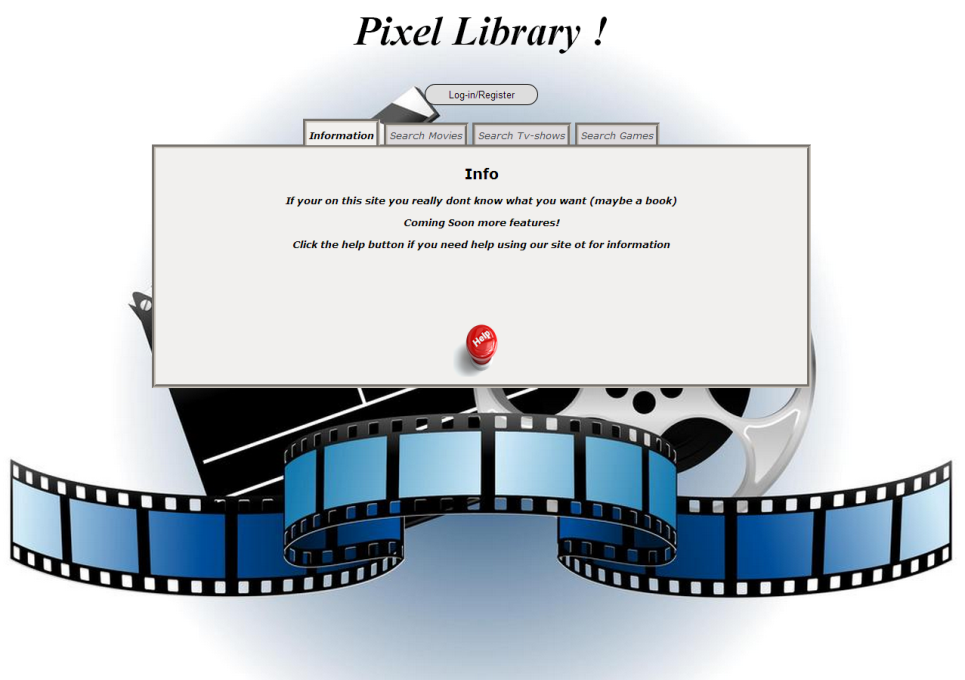 Pixel Library !
Log-in/Register
Information Search Movies Search Tv-shows Search Games
Info
If your on this site you really dont know what you want (maybe a book)
Coming Soon more features!
Click the help button if you need help using our site ot for information
Help